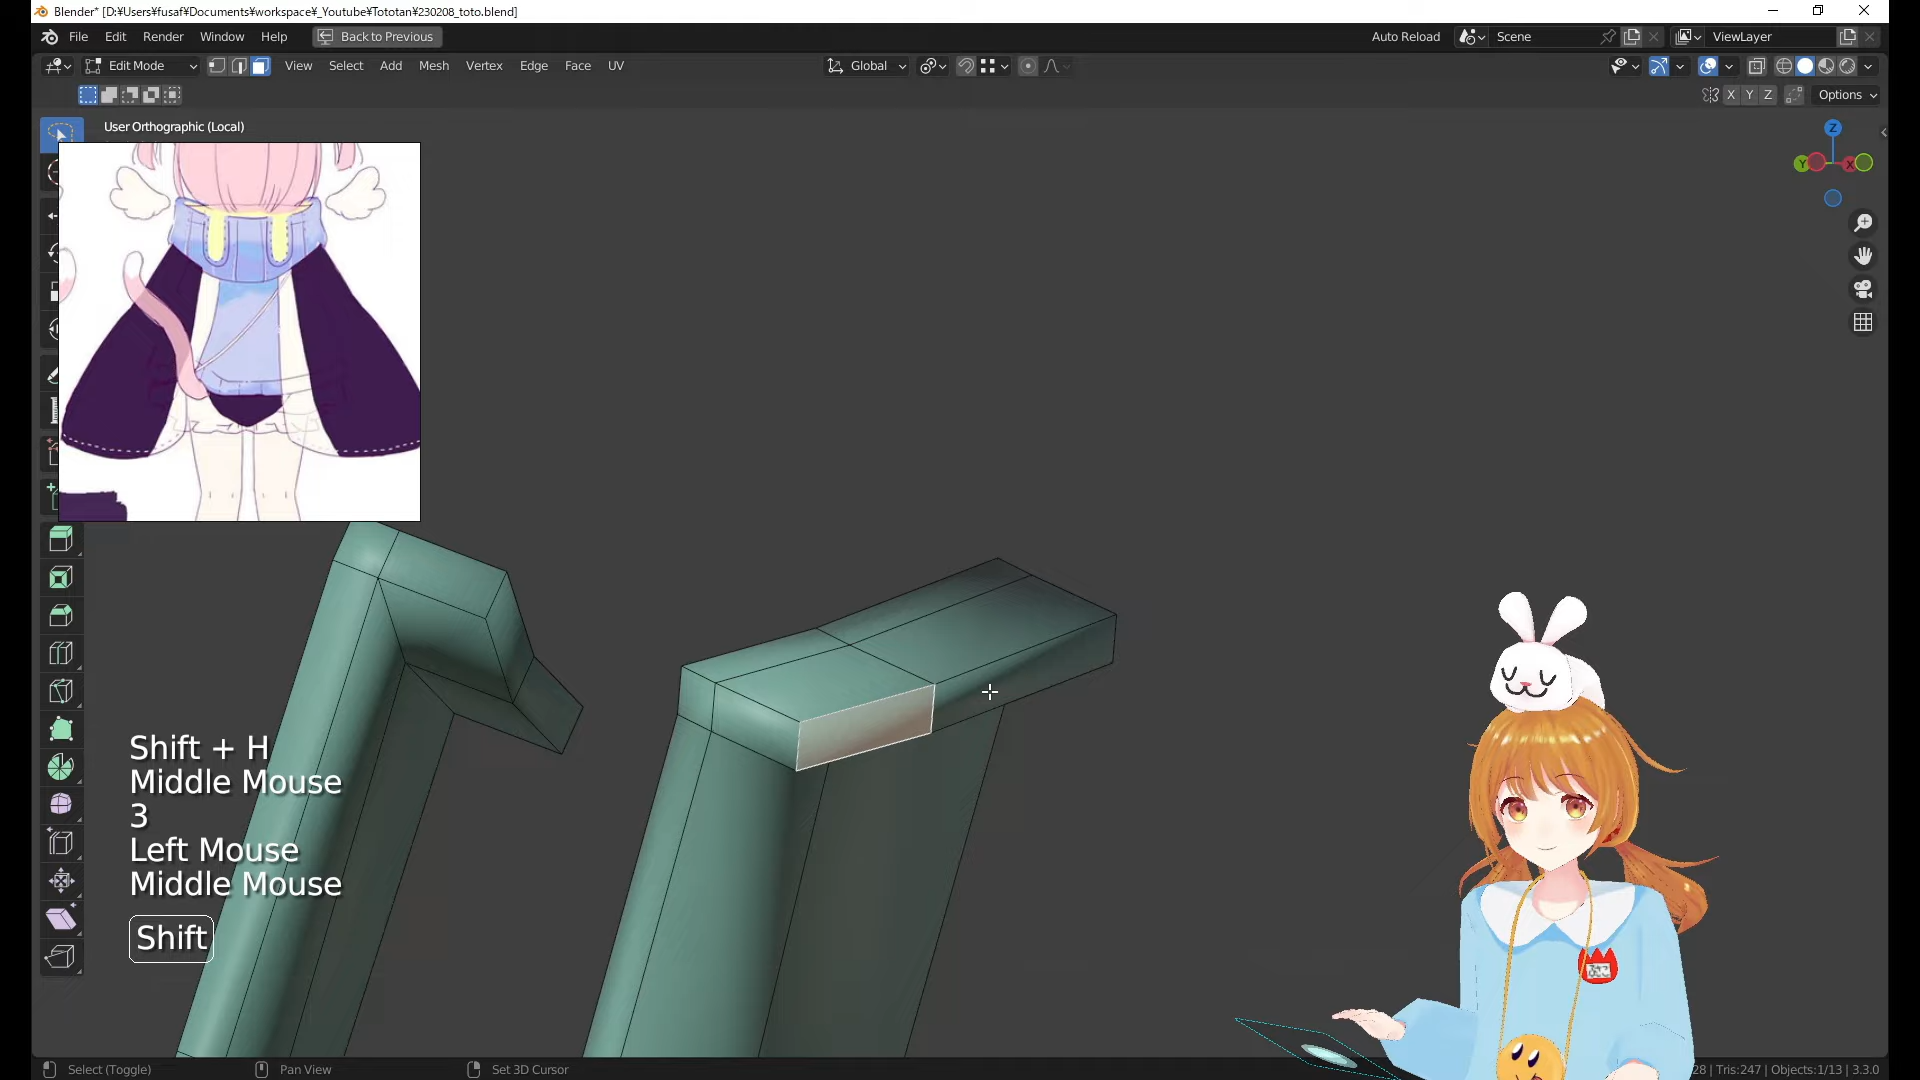 Blender* [D:¥Users¥fusaf¥Documents¥workspace¥_Youtube¥Tototan¥230208_toto.blend]
File Edit Render Window Help Back to Previous
Auto Reload Scene ViewLayer
Edit Mode View Select Add Mesh Vertex Edge Face UV
Global
X Y Z Options
User Orthographic (Local)
Z
Y X
Shift + H
Middle Mouse
3
Left Mouse
Middle Mouse
Shift
Select (Toggle) Pan View Set 3D Cursor
28 | Tris:247 | Objects:1/13 | 3.3.0